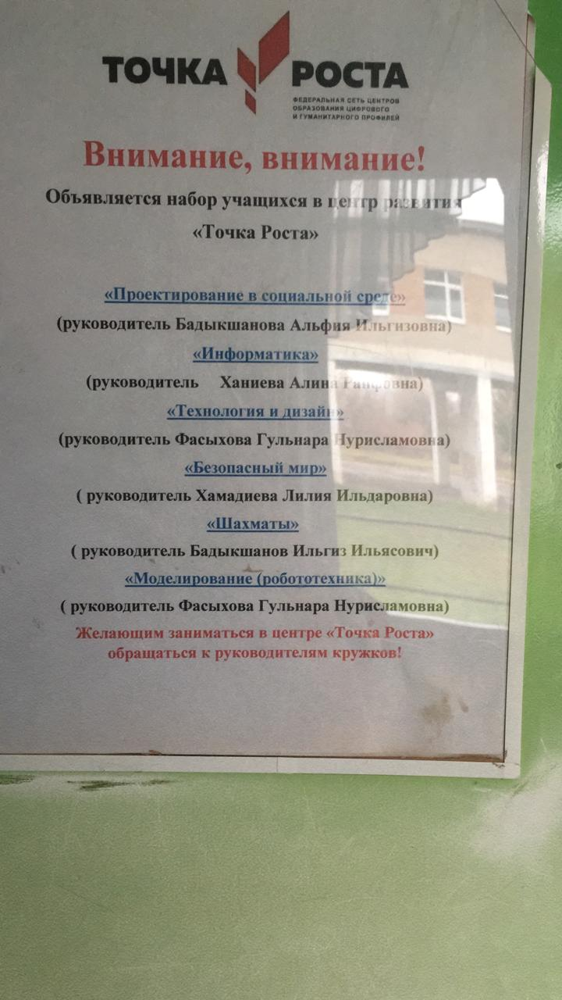 ТОЧКА РОСТА
ФЕДЕРАЛЬНАЯ СЕТЬ ЦЕНТРОВ
ОБРАЗОВАНИЯ ЦИФРОВОГО
И ГУМАНИТАРНОГО ПРОФИЛЕЙ
Внимание, внимание!
Объявляется набор учащихся в центр развития
«Точка Роста»
«Проектирование в социальной среде»
(руководитель Бадыкшанова Альфия Ильгизовна)
«Информатика»
(руководитель Ханиева Алина Раифовна)
«Технология и дизайн»
(руководитель Фасыхова Гульнара Нурисламовна)
«Безопасный мир»
( руководитель Хамадиева Лилия Ильдаровна)
«Шахматы»
( руководитель Бадыкшанов Ильгиз Ильясович)
«Моделирование (робототехника)»
( руководитель Фасыхова Гульнара Нурисламовна)
Желающим заниматься в центре «Точка Роста»
обращаться к руководителям кружков!